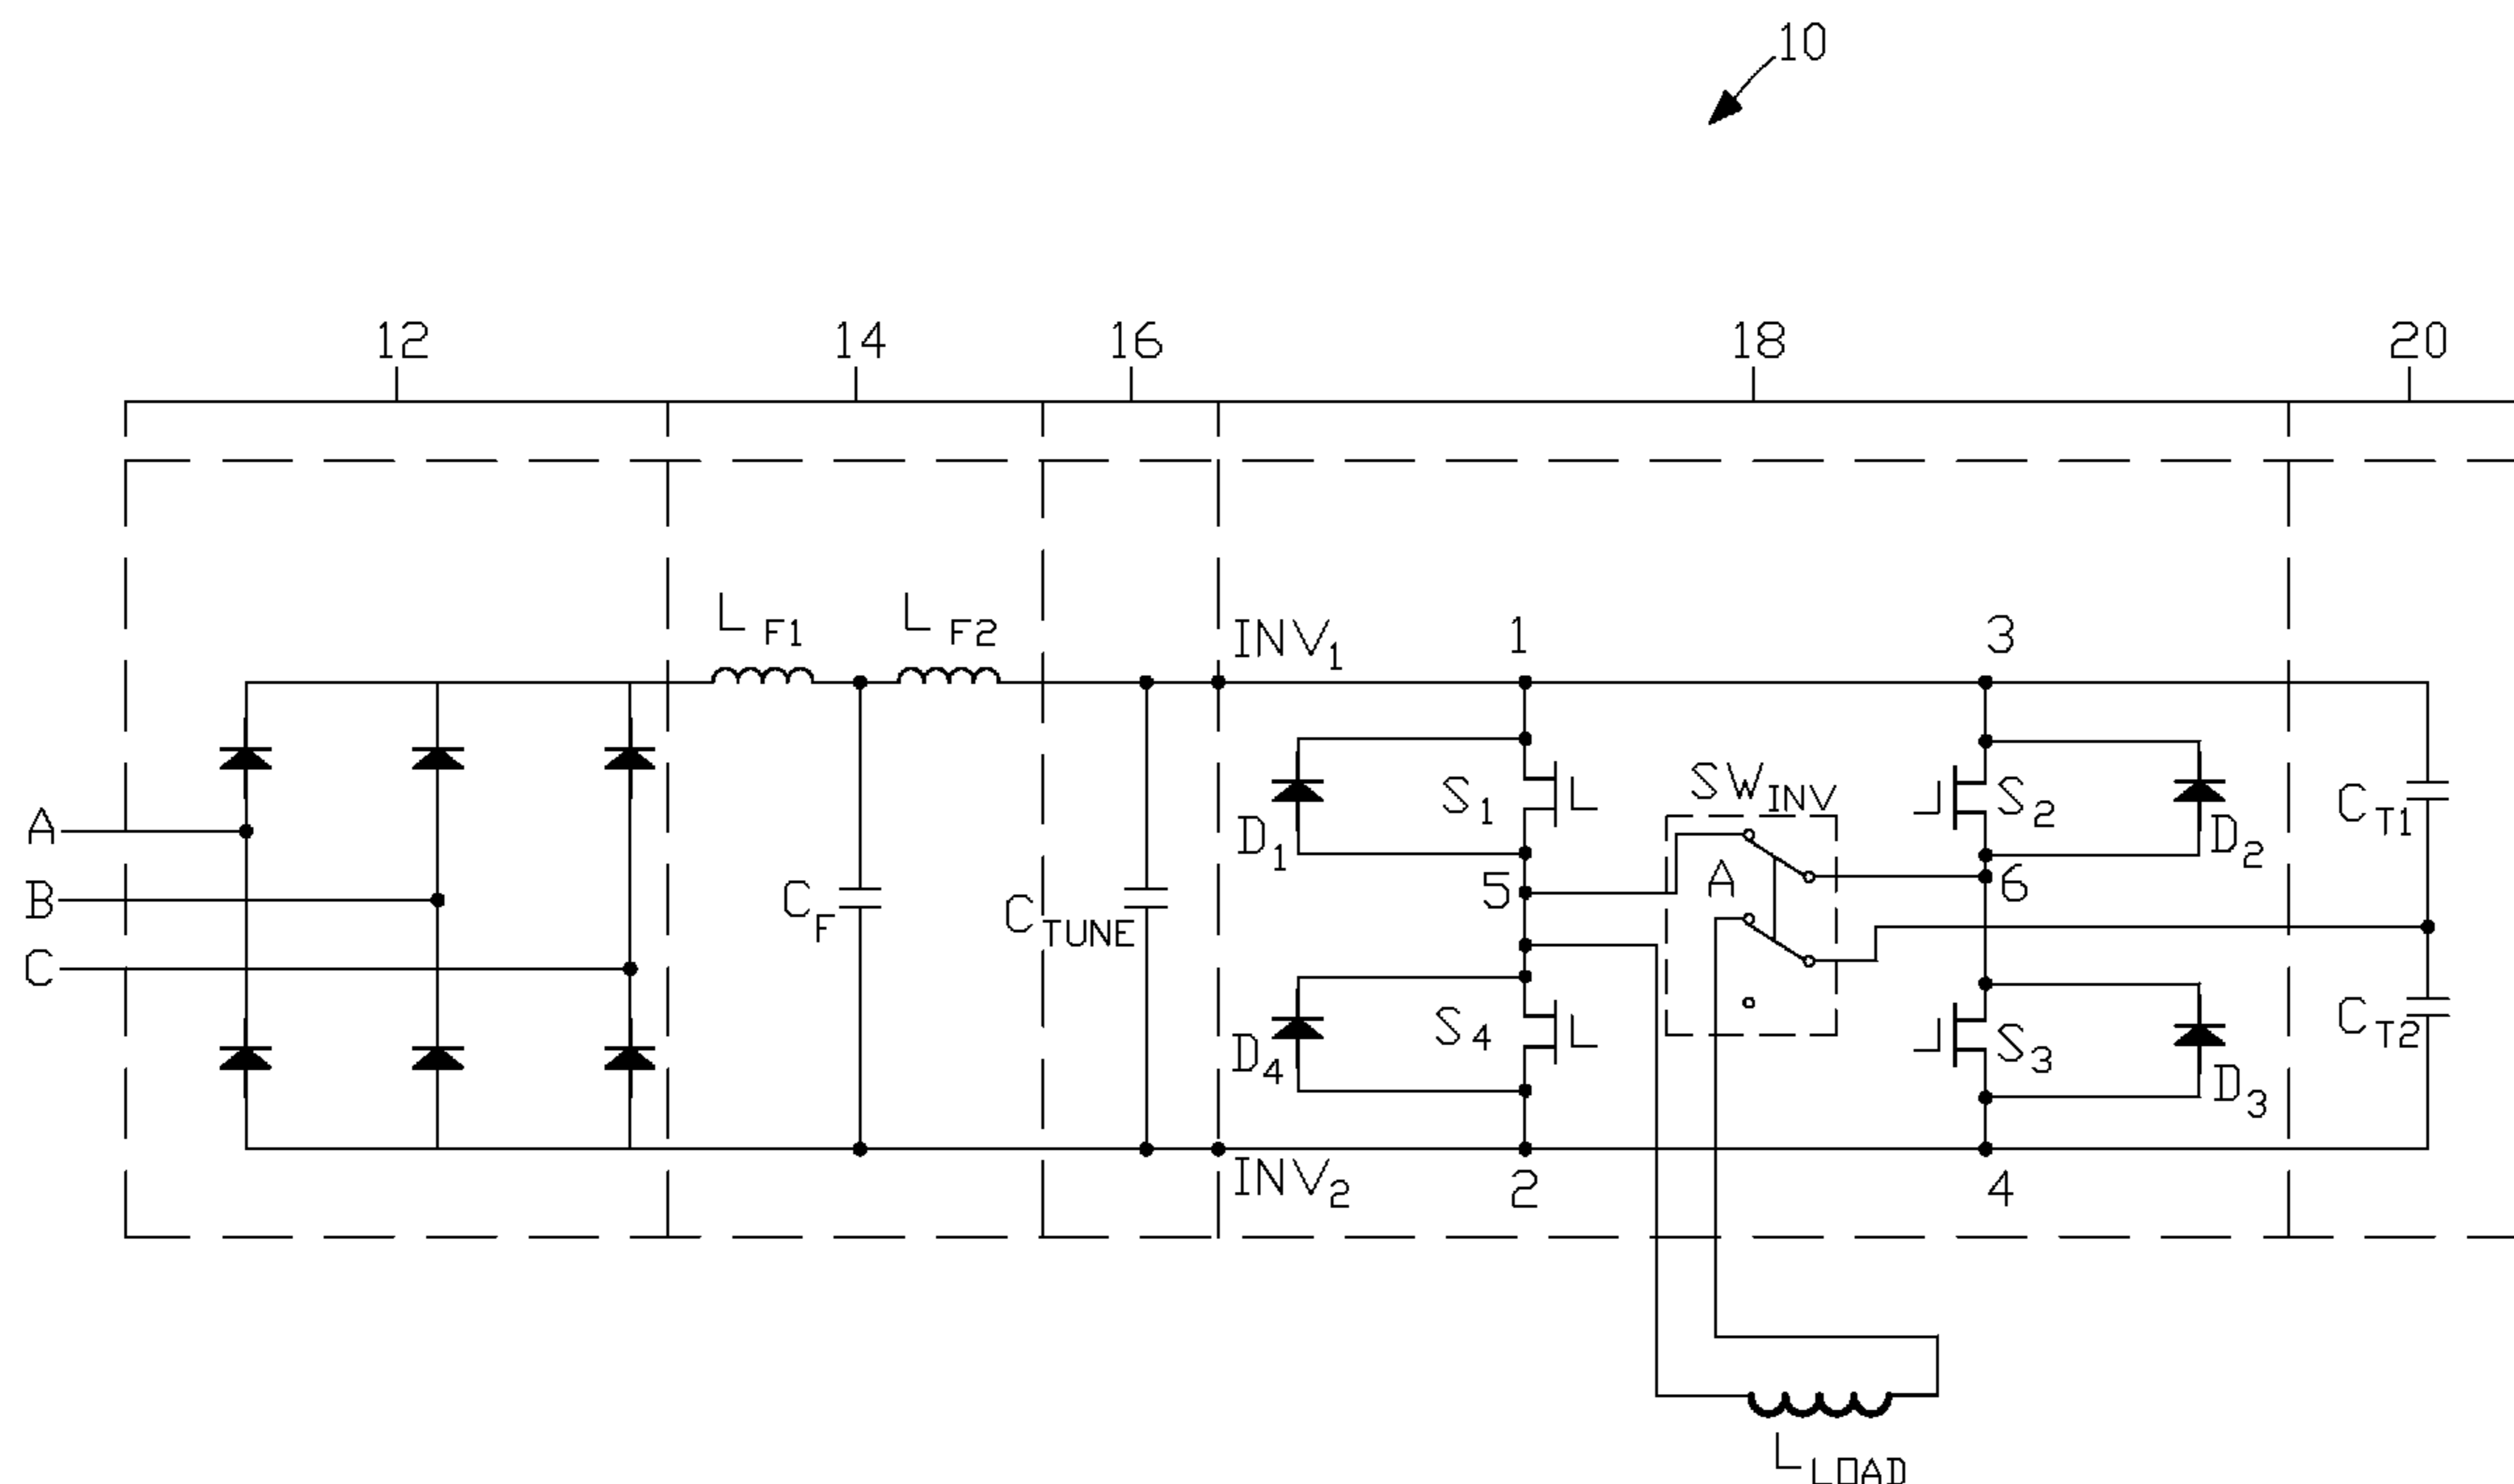 10
12 14 16 18 20
L F1 L F2 INV1 1 3
A
B
C
CF
CTUNE
D1
S1
SWINV
S2
D2
CT1
5
A
6
D4
S4
S3
D3
CT2
INV2 2 4
L LOAD